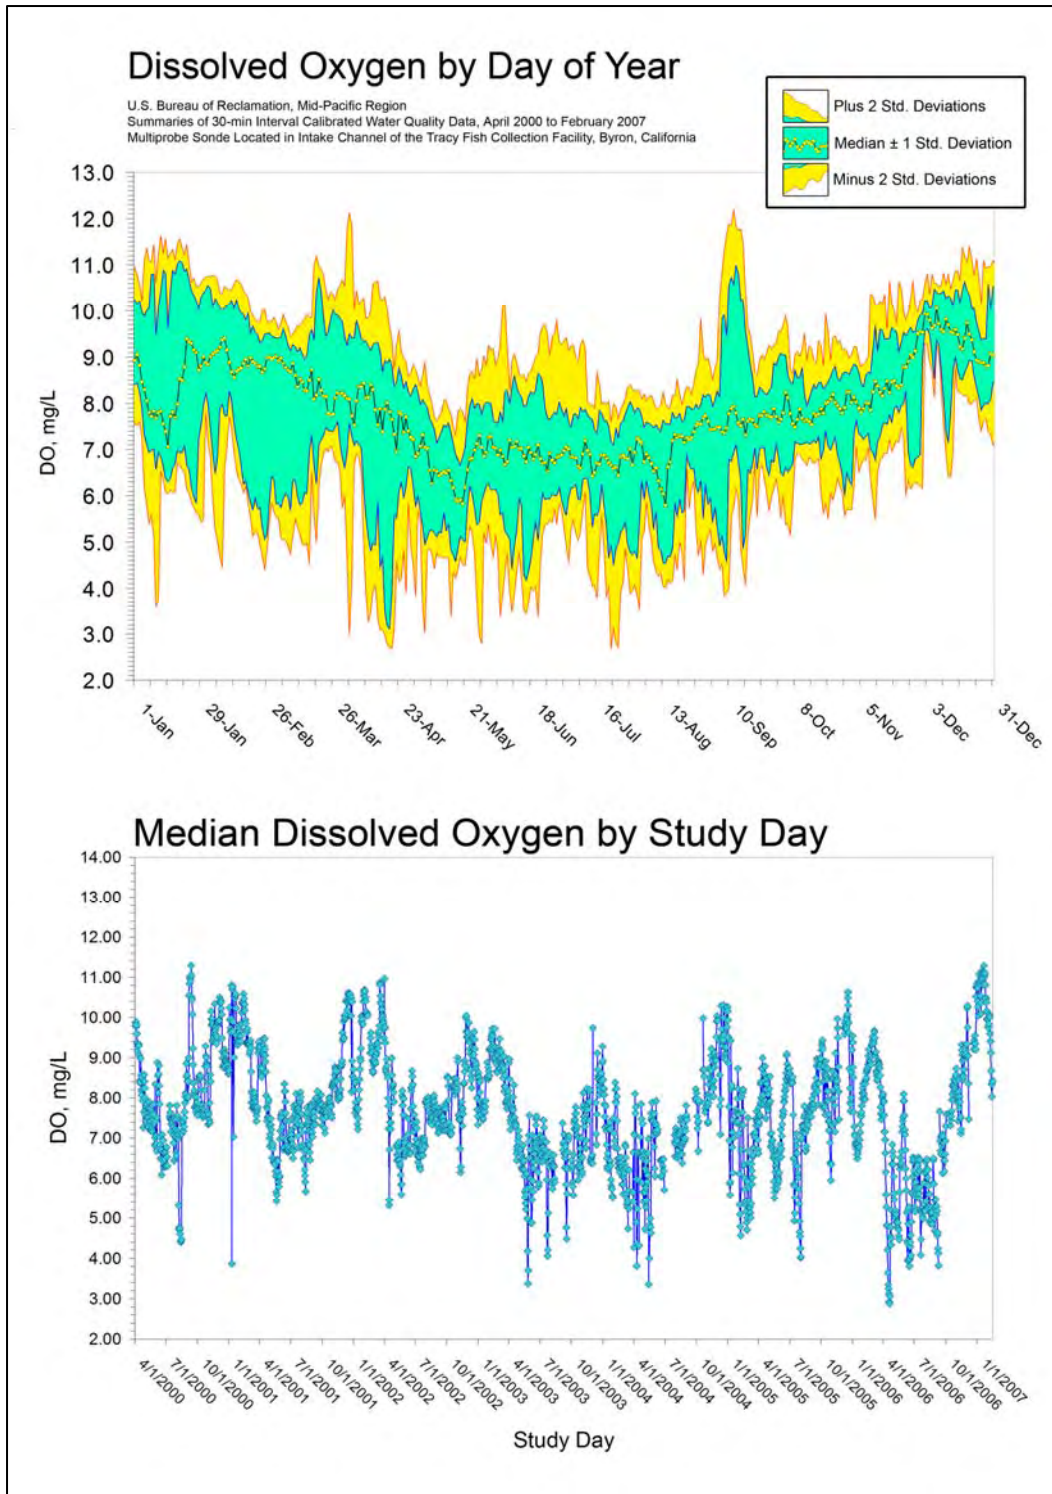 Dissolved Oxygen by Day of Year
U.S. Bureau of Reclamation, Mid-Pacific Region
Summaries of 30-min Interval Calibrated Water Quality Data, April 2000 to February 2007
Multiprobe Sonde Located in Intake Channel of the Tracy Fish Collection Facility, Byron, California
Plus 2 Std. Deviations
Median ± 1 Std. Deviation
Minus 2 Std. Deviations
DO, mg/L
13.0
12.0
11.0
10.0
9.0
8.0
7.0
6.0
5.0
4.0
3.0
2.0
1-Jan
29-Jan
26-Feb
26-Mar
23-Apr
21-May
18-Jun
16-Jul
13-Aug
10-Sep
8-Oct
5-Nov
3-Dec
31-Dec
Median Dissolved Oxygen by Study Day
DO, mg/L
14.00
13.00
12.00
11.00
10.00
9.00
8.00
7.00
6.00
5.00
4.00
3.00
2.00
4/1/2000
7/1/2000
10/1/2000
1/1/2001
4/1/2001
7/1/2001
10/1/2001
1/1/2002
4/1/2002
7/1/2002
10/1/2002
1/1/2003
4/1/2003
7/1/2003
10/1/2003
1/1/2004
4/1/2004
7/1/2004
10/1/2004
1/1/2005
4/1/2005
7/1/2005
10/1/2005
1/1/2006
4/1/2006
7/1/2006
10/1/2006
1/1/2007
Study Day